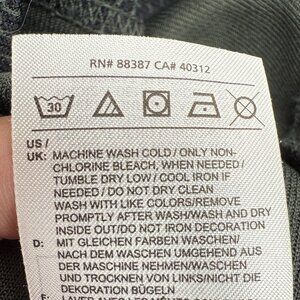 RN# 88387 CA# 40312
30
US /
UK: MACHINE WASH COLD / ONLY NON-
CHLORINE BLEACH, WHEN NEEDED /
TUMBLE DRY LOW / COOL IRON IF
NEEDED / DO NOT DRY CLEAN
WASH WITH LIKE COLORS/REMOVE
PROMPTLY AFTER WASH/WASH AND DRY
INSIDE OUT/DO NOT IRON DECORATION
D: MIT GLEICHEN FARBEN WASCHEN/
NACH DEM WASCHEN UMGEHEND AUS
DER MASCHINE NEHMEN/WASCHEN
UND TROCKNEN VON LINKS/NICHT DIE
DEKORATION BÜGELN